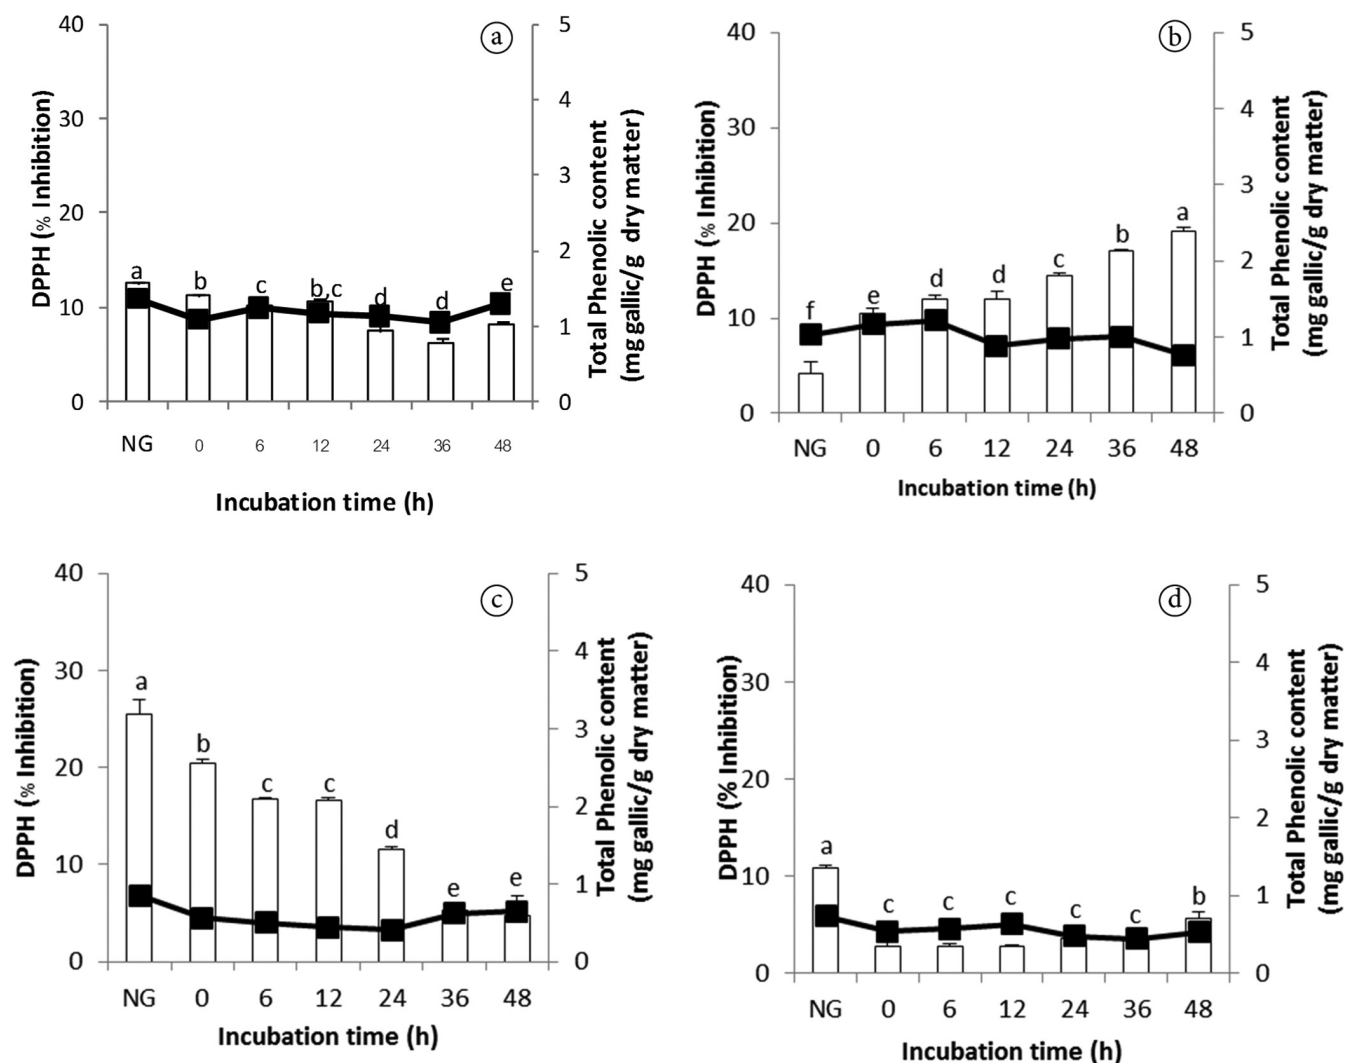 a
DPPH (% Inhibition)
40
30
20
10
0
a
b
c
b,c
d
d
e
5
4
3
2
1
0
Total Phenolic content
(mg gallic/g dry matter)
NG 0 6 12 24 36 48
Incubation time (h)
b
DPPH (% Inhibition)
40
30
20
10
0
f
e
d
d
c
b
a
5
4
3
2
1
0
Total Phenolic content
(mg gallic/g dry matter)
NG 0 6 12 24 36 48
Incubation time (h)
c
DPPH (% Inhibition)
40
30
20
10
0
a
b
c
c
d
e
e
5
4
3
2
1
0
Total Phenolic content
(mg gallic/g dry matter)
NG 0 6 12 24 36 48
Incubation time (h)
d
DPPH (% Inhibition)
40
30
20
10
0
a
c
c
c
c
c
b
5
4
3
2
1
0
Total Phenolic content
(mg gallic/g dry matter)
NG 0 6 12 24 36 48
Incubation time (h)